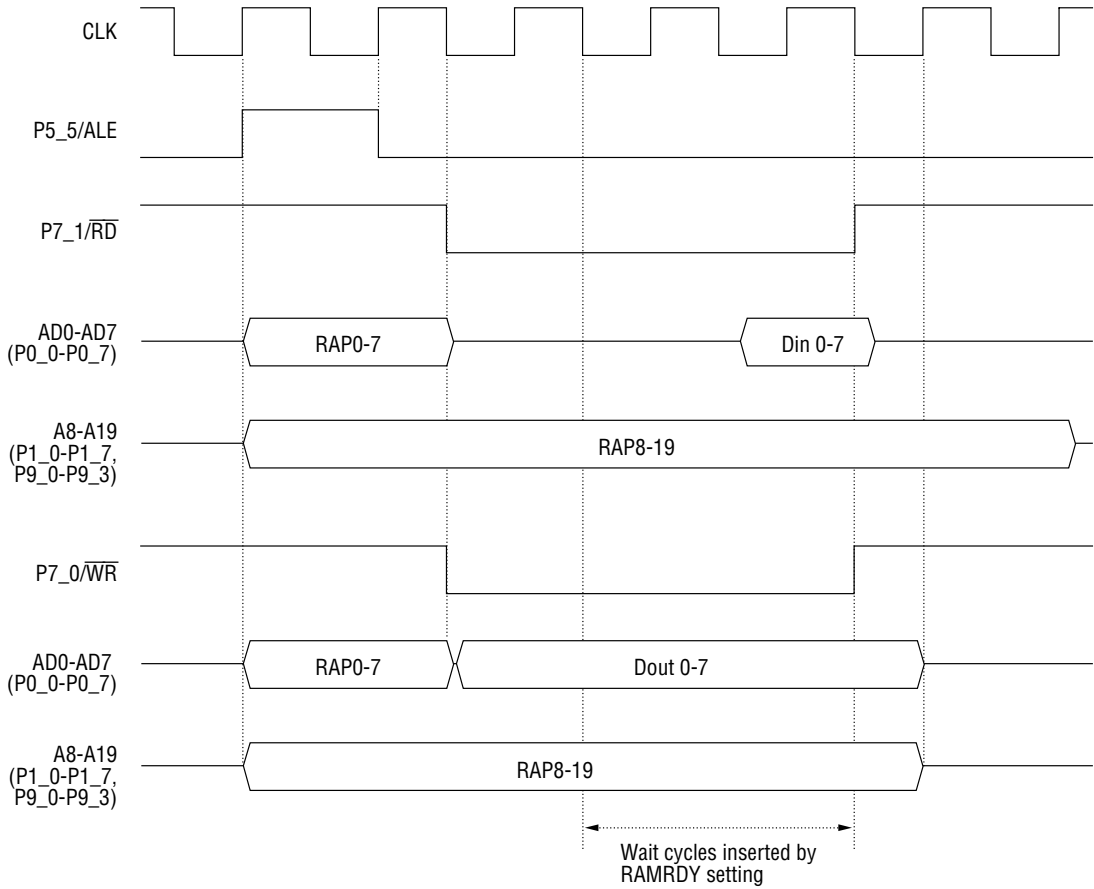 CLK
P5_5/ALE
P7_1/R̅D̅
AD0-AD7
(P0_0-P0_7)
RAP0-7
Din 0-7
A8-A19
(P1_0-P1_7,
P9_0-P9_3)
RAP8-19
P7_0/W̅R̅
AD0-AD7
(P0_0-P0_7)
RAP0-7
Dout 0-7
A8-A19
(P1_0-P1_7,
P9_0-P9_3)
RAP8-19
Wait cycles inserted by
RAMRDY setting